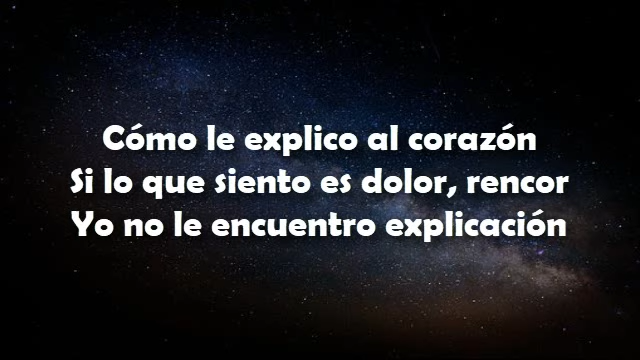 Cómo le explico al corazón
Si lo que siento es dolor, rencor
Yo no le encuentro explicación